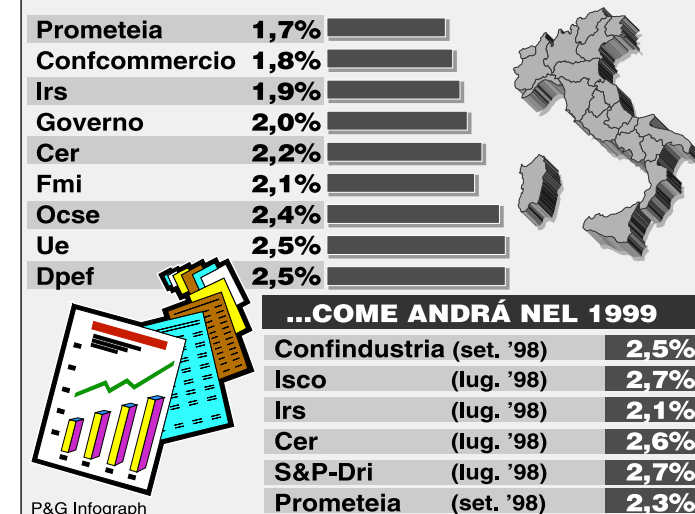 Prometeia 1,7%
Confcommercio 1,8%
Irs 1,9%
Governo 2,0%
Cer 2,2%
Fmi 2,1%
Ocse 2,4%
Ue 2,5%
Dpef 2,5%
...COME ANDRÁ NEL 1999
Confindustria (set. '98) 2,5%
Isco (lug. '98) 2,7%
Irs (lug. '98) 2,1%
Cer (lug. '98) 2,6%
S&P-Dri (lug. '98) 2,7%
Prometeia (set. '98) 2,3%
P&G Infograph